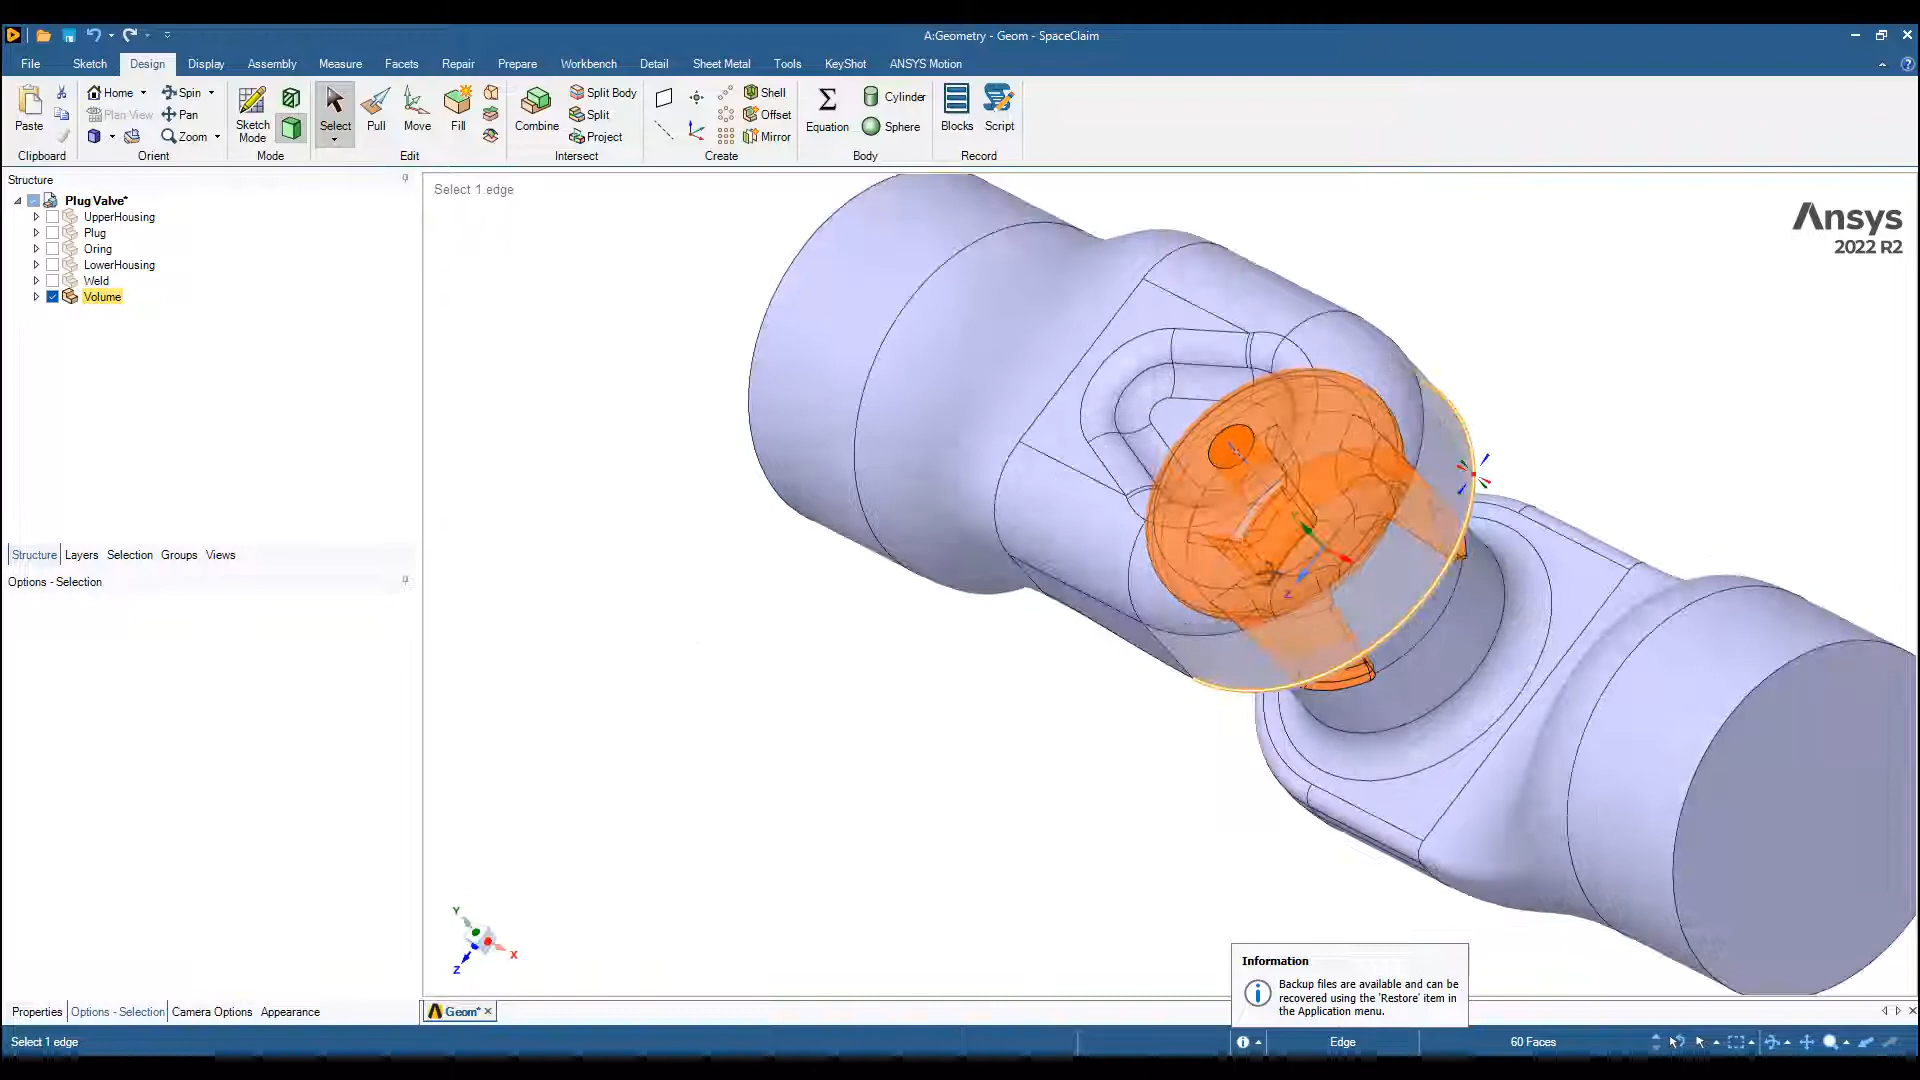 A:Geometry - Geom - SpaceClaim
File Sketch Design Display Assembly Measure Facets Repair Prepare Workbench Detail Sheet Metal Tools KeyShot ANSYS Motion
Paste
Clipboard
Home Spin
Plan View Pan
Zoom
Orient
Sketch
Mode
Mode
Select Pull Move Fill
Edit
Combine
Split Body
Split
Project
Intersect
Shell
Offset
Mirror
Create
Equation
Cylinder
Sphere
Body
Blocks Script
Record
Structure
Plug Valve*
UpperHousing
Plug
Oring
LowerHousing
Weld
Volume
Structure Layers Selection Groups Views
Options - Selection
Properties Options - Selection Camera Options Appearance
Select 1 edge
Ansys
2022 R2
Z
Y
X
Z
Information
Backup files are available and can be
recovered using the 'Restore' item in
the Application menu.
Geom*
Select 1 edge
Edge
60 Faces